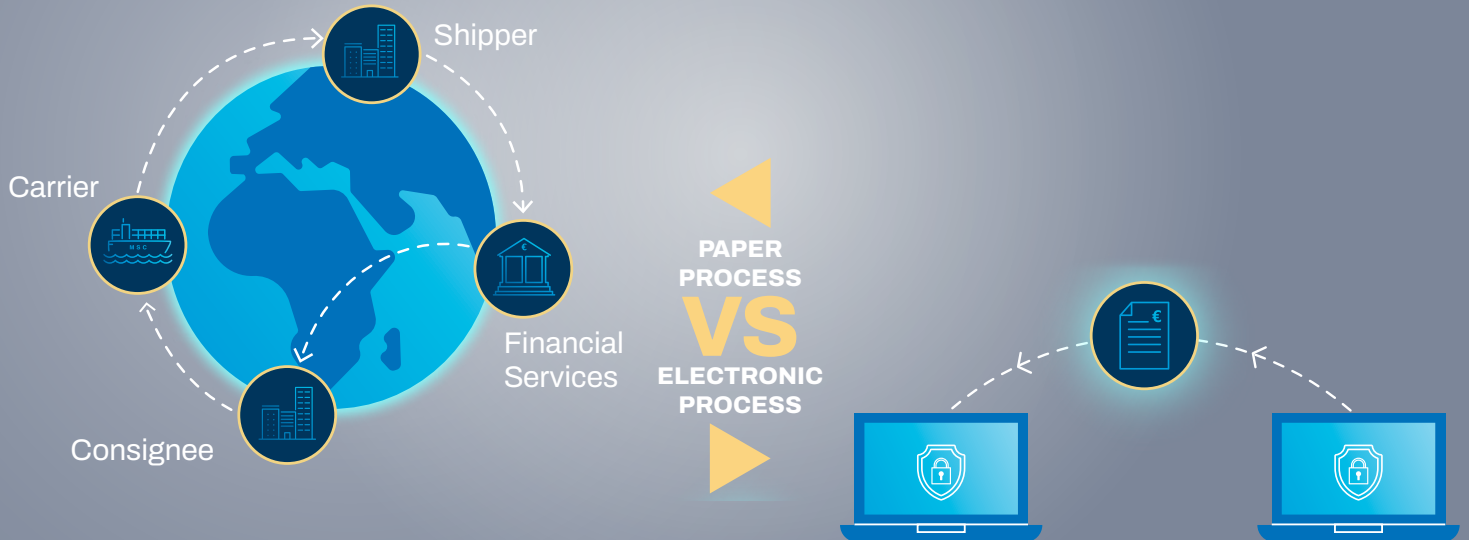 Shipper
Carrier
MSC
€
Financial
Services
Consignee
PAPER
PROCESS
VS
ELECTRONIC
PROCESS
€